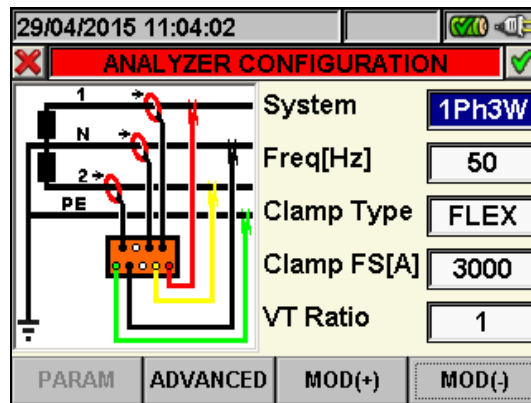 29/04/2015 11:04:02
ANALYZER CONFIGURATION
1
N
2
PE
System 1Ph3W
Freq[Hz] 50
Clamp Type FLEX
Clamp FS[A] 3000
VT Ratio 1
PARAM ADVANCED MOD(+) MOD(-)